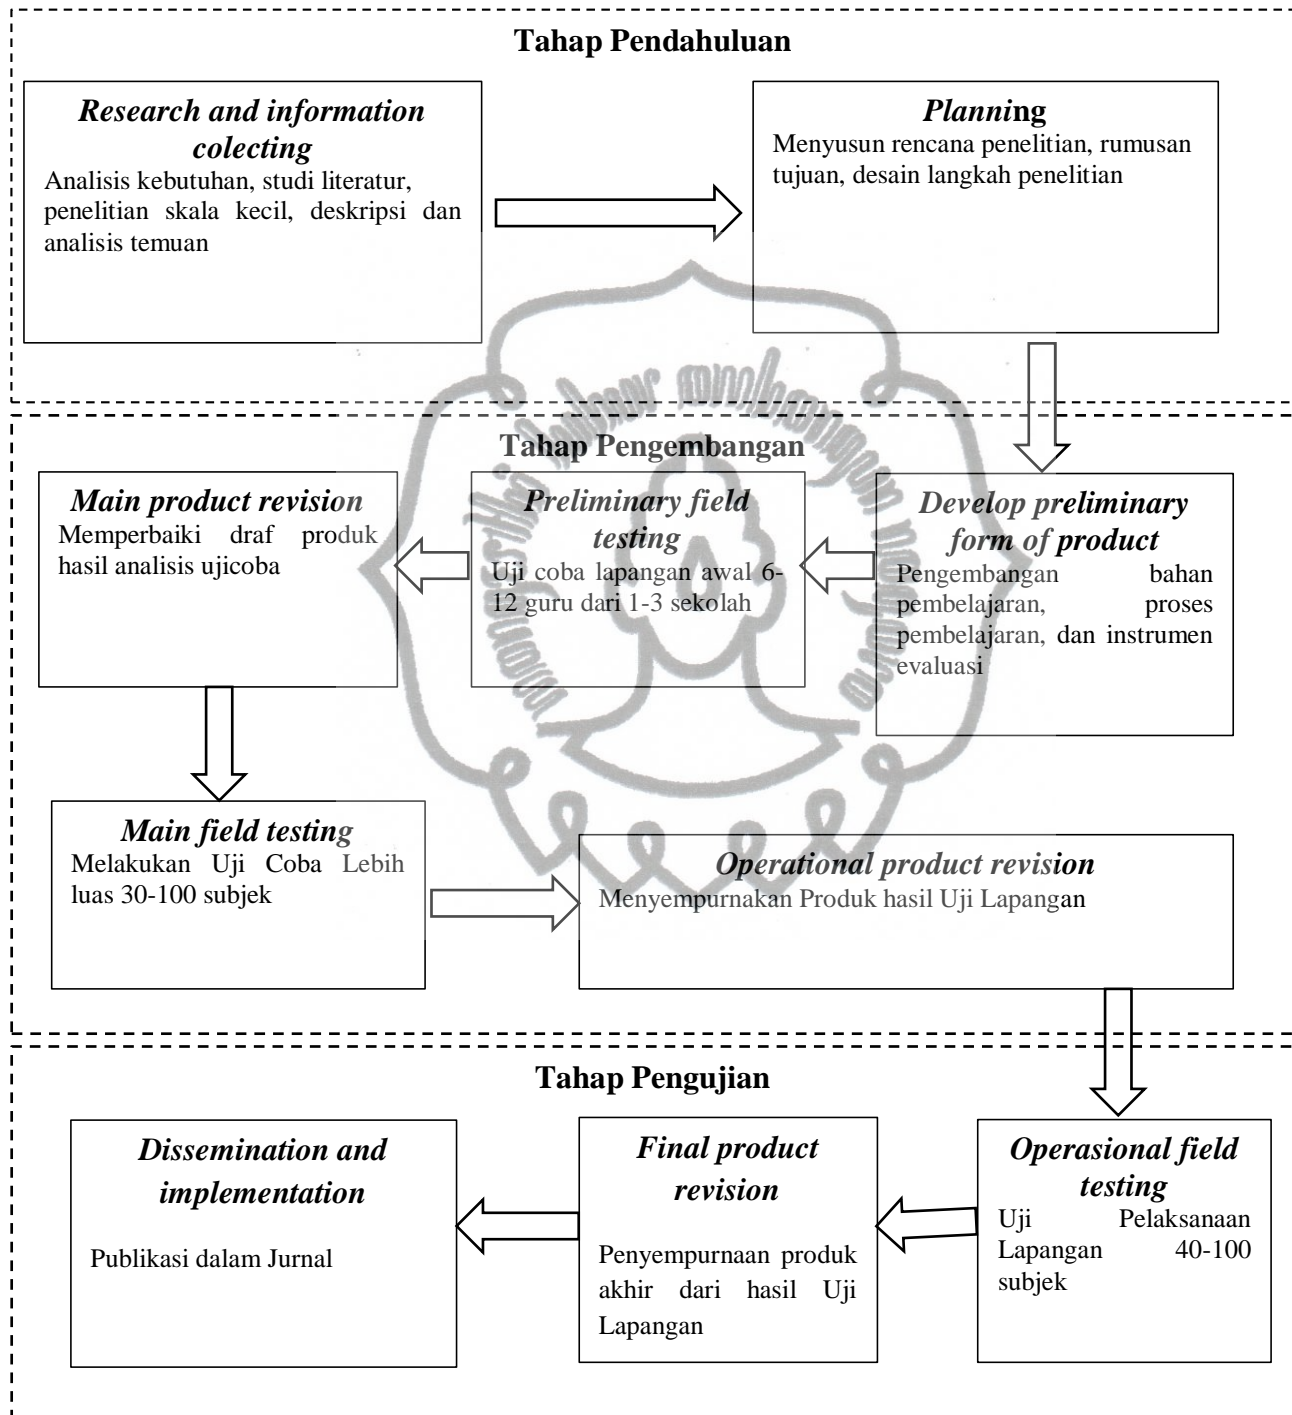 Tahap Pendahuluan
Research and information
colecting
Analisis kebutuhan, studi literatur,
penelitian skala kecil, deskripsi dan
analisis temuan
Planning
Menyusun rencana penelitian, rumusan
tujuan, desain langkah penelitian
Tahap Pengembangan
Develop preliminary
form of product
Pengembangan bahan
pembelajaran, proses
pembelajaran, dan instrumen
evaluasi
Preliminary field
testing
Uji coba lapangan awal 6-
12 guru dari 1-3 sekolah
Main product revision
Memperbaiki draf produk
hasil analisis ujicoba
Main field testing
Melakukan Uji Coba Lebih
luas 30-100 subjek
Operational product revision
Menyempurnakan Produk hasil Uji Lapangan
Tahap Pengujian
Operasional field
testing
Uji Pelaksanaan
Lapangan 40-100
subjek
Final product
revision
Penyempurnaan produk
akhir dari hasil Uji
Lapangan
Dissemination and
implementation
Publikasi dalam Jurnal